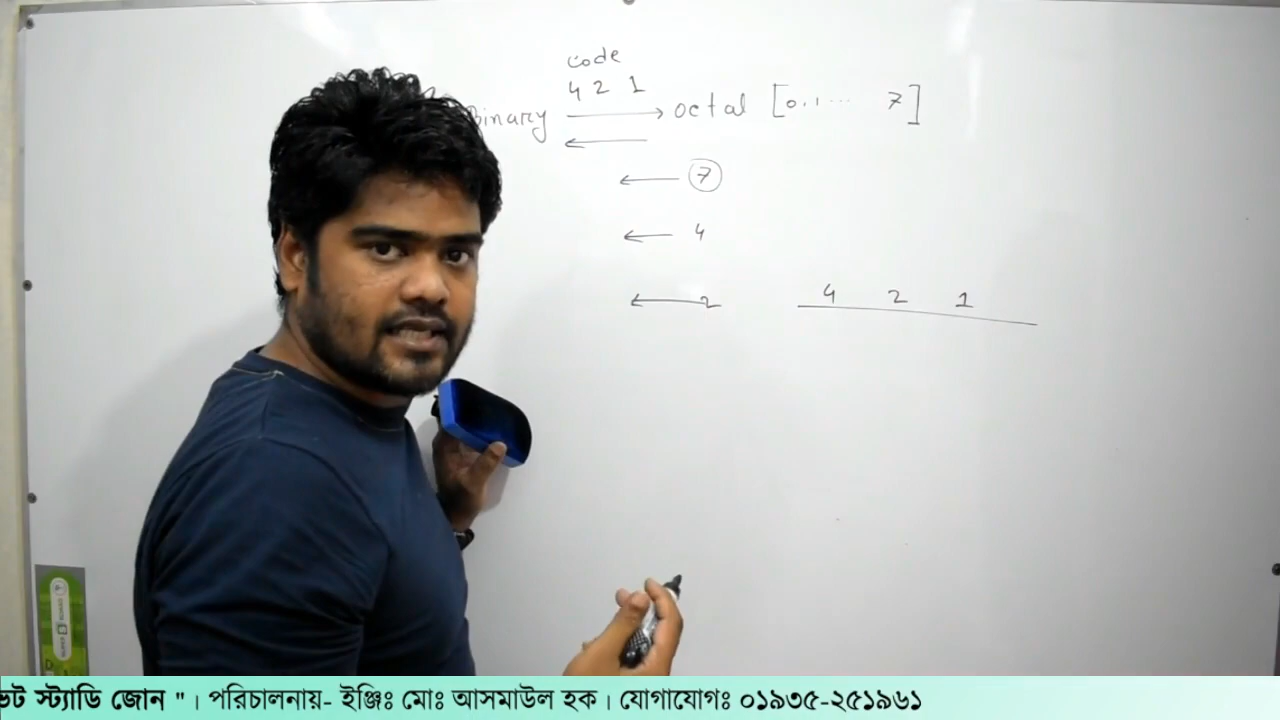 code
4 2 1
Binary → octal [0.1... 7]
←
← 7
← 4
← 2 4 2 1
ভট স্ট্যাডি জোন "। পরিচালনায়- ইঞ্জিঃ মোঃ আসমাউল হক। যোগাযোগঃ ০১৯৩৫-২৫১৯৬১